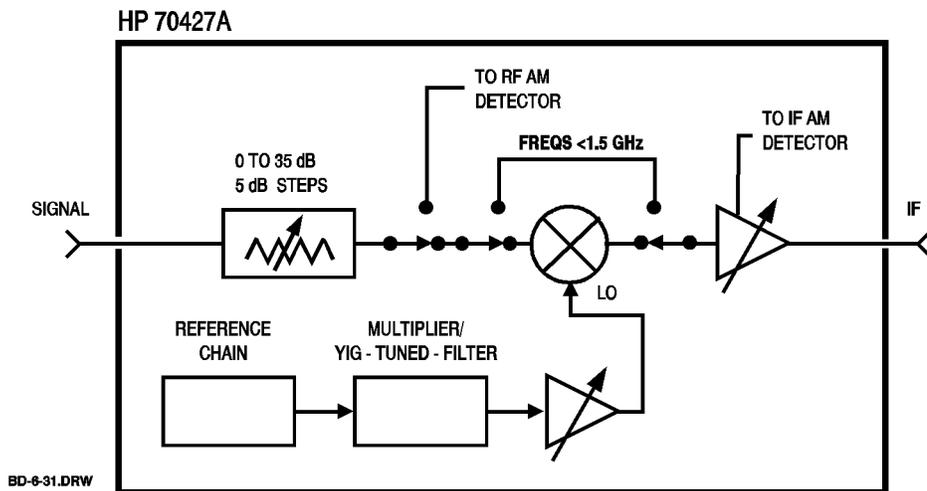 HP 70427A
TO RF AM
DETECTOR
TO IF AM
DETECTOR
FREQS <1.5 GHz
0 TO 35 dB
5 dB STEPS
SIGNAL
IF
LO
REFERENCE
CHAIN
MULTIPLIER/
YIG - TUNED - FILTER
BD-6-31.DRW